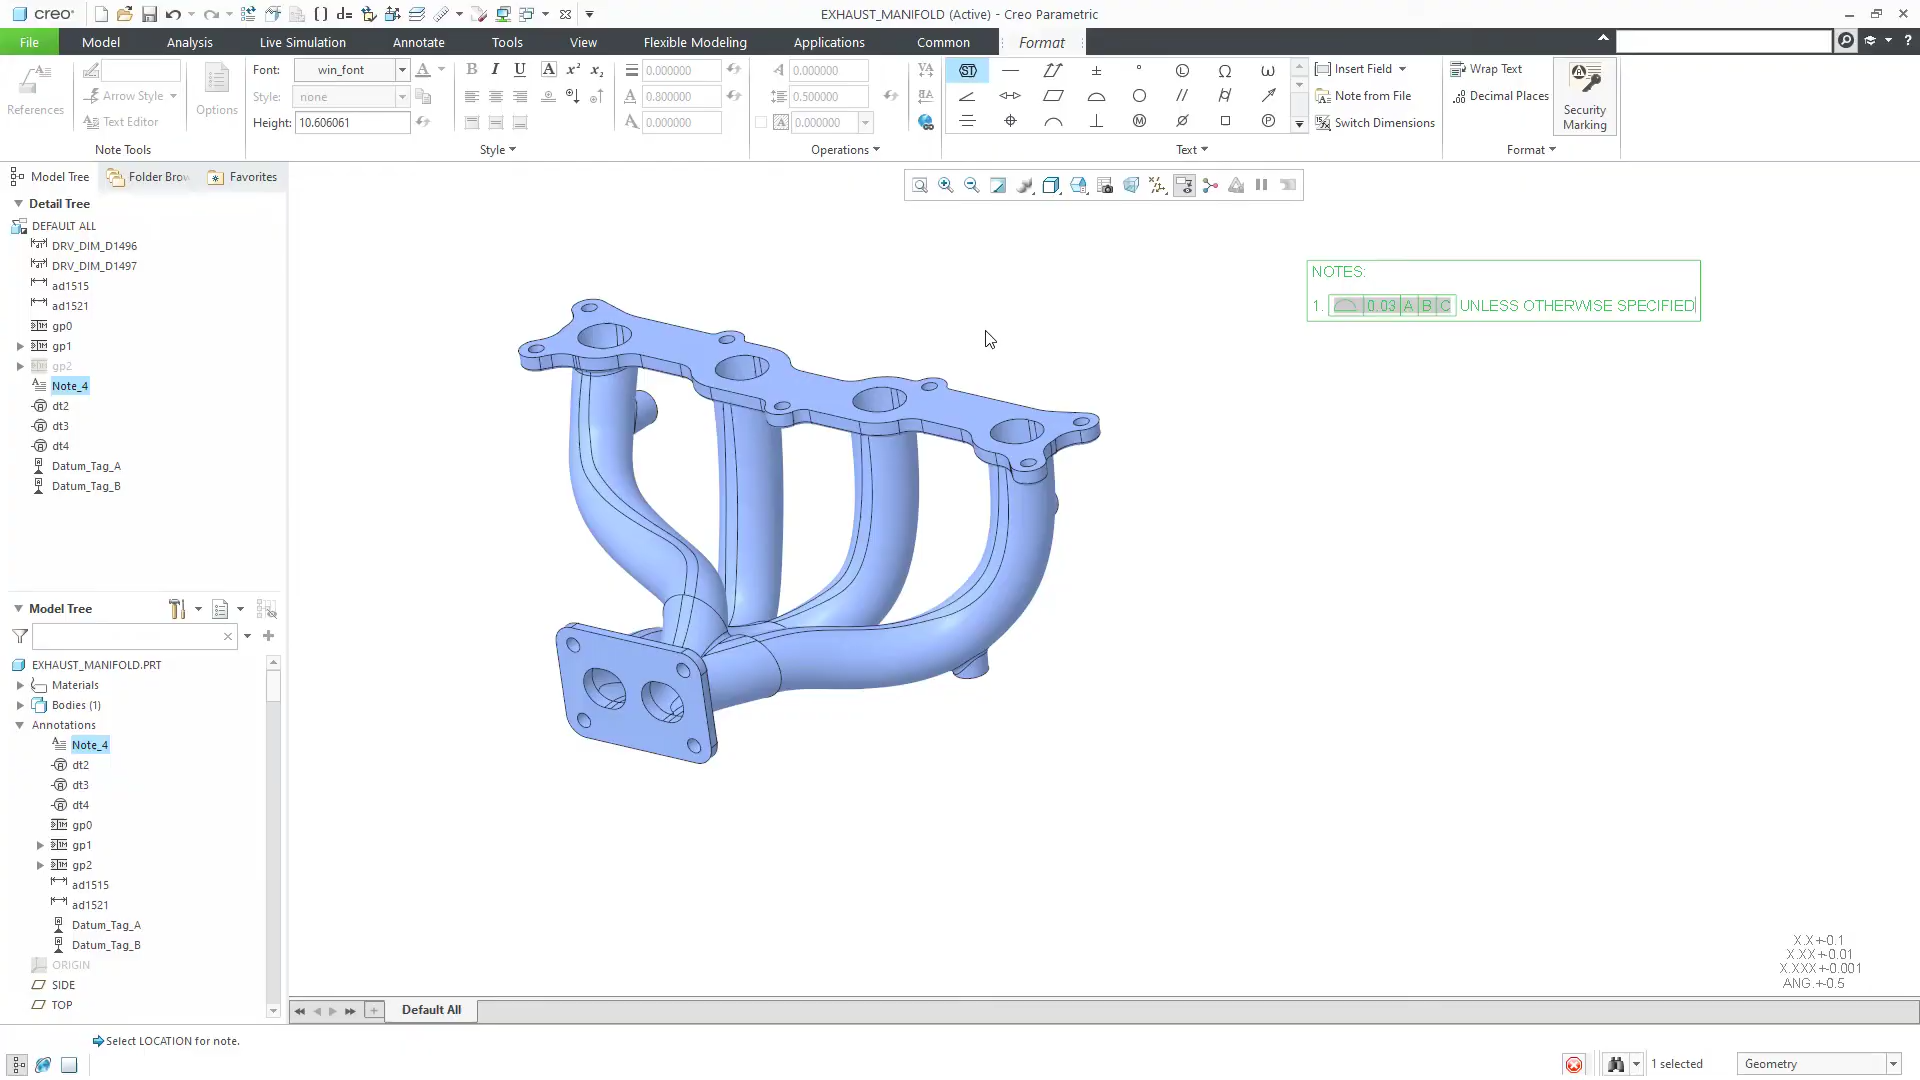 creo
EXHAUST_MANIFOLD (Active) - Creo Parametric
File Model Analysis Live Simulation Annotate Tools View Flexible Modeling Applications Common Format
References
Arrow Style
Text Editor
Options
Note Tools
Font: win_font
Style: none
Height: 10.606061
Style
0.000000
0.800000
0.000000
0.000000
0.500000
0.000000
Operations
Text
Insert Field
Note from File
Switch Dimensions
Wrap Text
Decimal Places
Security
Marking
Format
Model Tree Folder Brow Favorites
Detail Tree
DEFAULT ALL
DRV_DIM_D1496
DRV_DIM_D1497
ad1515
ad1521
gp0
gp1
gp2
Note_4
dt2
dt3
dt4
Datum_Tag_A
Datum_Tag_B
Model Tree
EXHAUST_MANIFOLD.PRT
Materials
Bodies (1)
Annotations
Note_4
dt2
dt3
dt4
gp0
gp1
gp2
ad1515
ad1521
Datum_Tag_A
Datum_Tag_B
ORIGIN
SIDE
TOP
NOTES:
1. 0.03 A B C UNLESS OTHERWISE SPECIFIED
X.X+-0.1
X.XX+-0.01
X.XXX+-0.001
ANG.+-0.5
Default All
Select LOCATION for note.
1 selected
Geometry